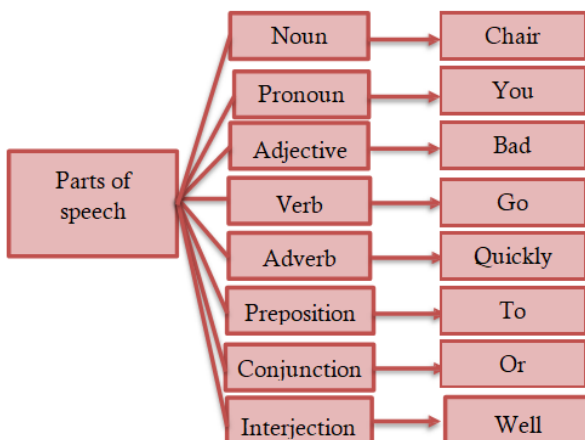 Noun
Chair
Pronoun
You
Adjective
Bad
Parts of
speech
Verb
Go
Adverb
Quickly
Preposition
To
Conjunction
Or
Interjection
Well